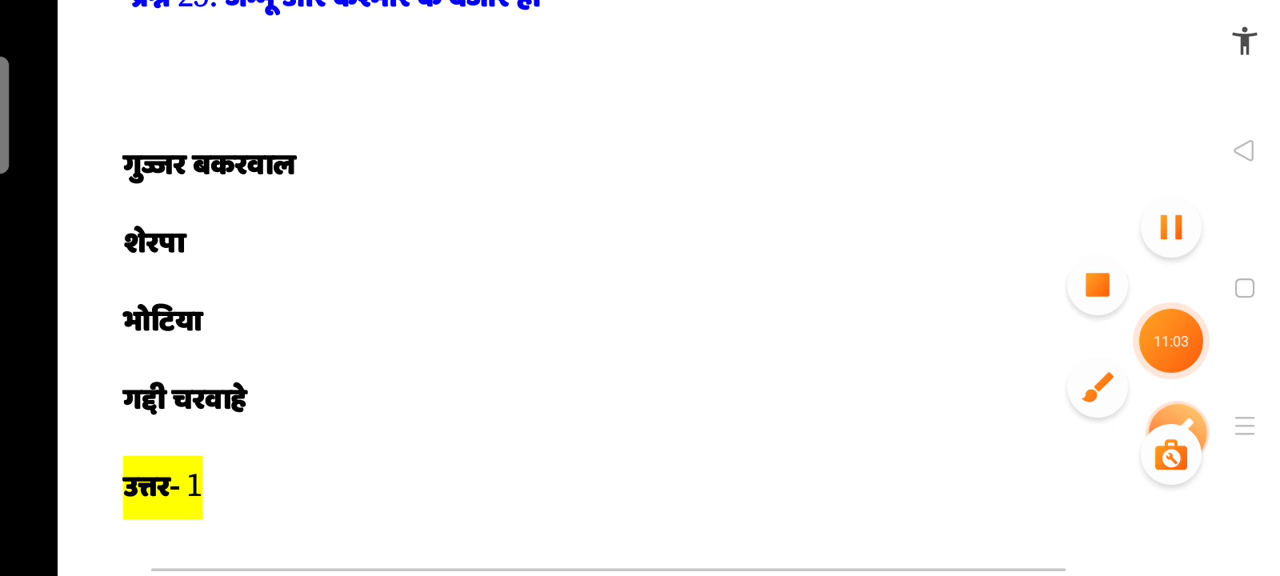 गुज्जर बकरवाल
शेरपा
भोटिया
गद्दी चरवाहे
उत्तर- 1
11:03